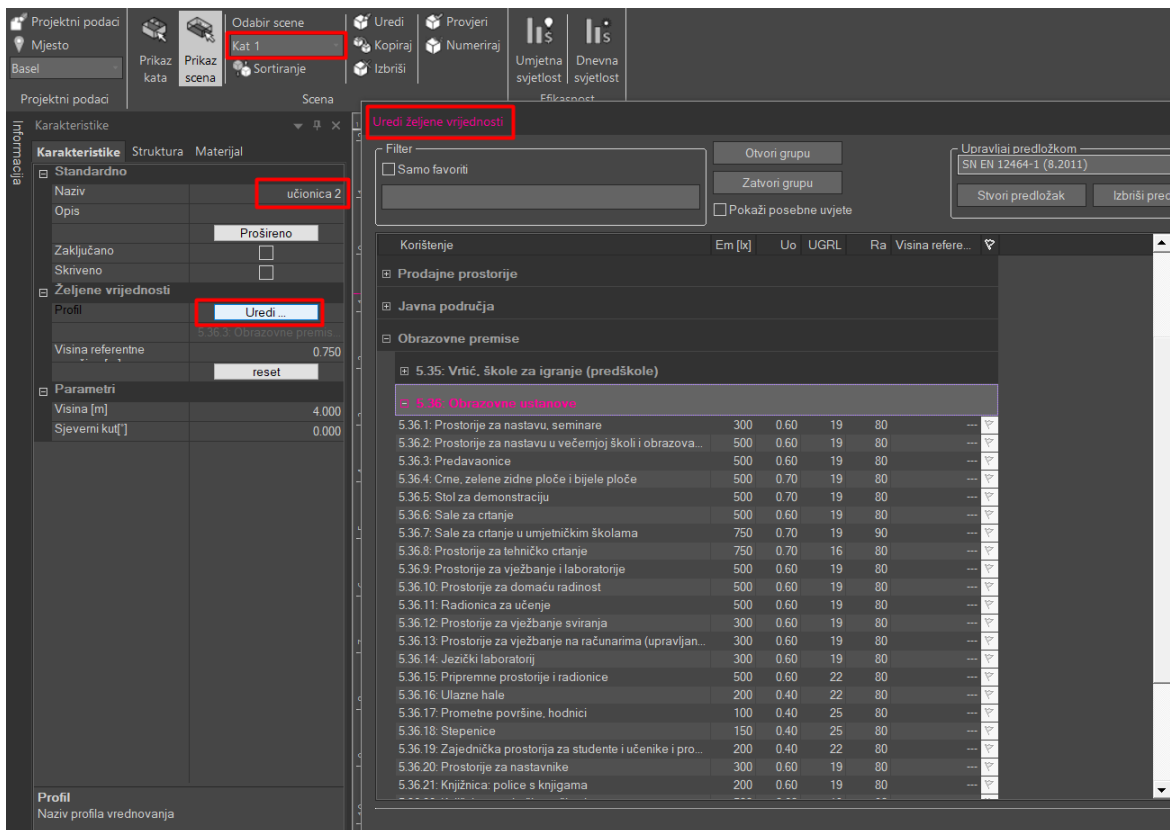 Projektni podaci
Mjesto
Basel
Projektni podaci
Prikaz kata
Prikaz scena
Odabir scene
Kat 1
Sortiranje
Uredi
Kopiraj
Izbriši
Provjeri
Numeriraj
Scena
Umjetna svjetlost
Dnevna svjetlost
Efikasnost
Informacija
Karakteristike
Karakteristike Struktura Materijal
Standardno
Naziv učionica 2
Opis
Prošireno
Zaključano
Skriveno
Željene vrijednosti
Profil Uredi ...
5.36.3: Obrazovne premis...
Visina referentne 0.750
reset
Parametri
Visina [m] 4.000
Sjeverni kut[°] 0.000
Profil
Naziv profila vrednovanja
Uredi željene vrijednosti
Filter
Samo favoriti
Otvori grupu
Zatvori grupu
Pokaži posebne uvjete
Upravljaj predloškom
SN EN 12464-1 (8.2011)
Stvori predložak
Izbriši pred
Korištenje Em [lx] Uo UGRL Ra Visina refere...
Prodajne prostorije
Javna područja
Obrazovne premise
5.35: Vrtić, škole za igranje (predškole)
5.36: Obrazovne ustanove
5.36.1: Prostorije za nastavu, seminare 300 0.60 19 80 ---
5.36.2: Prostorije za nastavu u večernjoj školi i obrazova... 500 0.60 19 80 ---
5.36.3: Predavaonice 500 0.60 19 80 ---
5.36.4: Crne, zelene zidne ploče i bijele ploče 500 0.70 19 80 ---
5.36.5: Stol za demonstraciju 500 0.70 19 80 ---
5.36.6: Sale za crtanje 500 0.60 19 80 ---
5.36.7: Sale za crtanje u umjetničkim školama 750 0.70 19 90 ---
5.36.8: Prostorije za tehničko crtanje 750 0.70 16 80 ---
5.36.9: Prostorije za vježbanje i laboratorije 500 0.60 19 80 ---
5.36.10: Prostorije za domaću radinost 500 0.60 19 80 ---
5.36.11: Radionica za učenje 500 0.60 19 80 ---
5.36.12: Prostorije za vježbanje sviranja 300 0.60 19 80 ---
5.36.13: Prostorije za vježbanje na računarima (upravljan... 300 0.60 19 80 ---
5.36.14: Jezički laboratorij 300 0.60 19 80 ---
5.36.15: Pripremne prostorije i radionice 500 0.60 22 80 ---
5.36.16: Ulazne hale 200 0.40 22 80 ---
5.36.17: Prometne površine, hodnici 100 0.40 25 80 ---
5.36.18: Stepenice 150 0.40 25 80 ---
5.36.19: Zajednička prostorija za studente i učenike i pro... 200 0.40 22 80 ---
5.36.20: Prostorije za nastavnike 300 0.60 19 80 ---
5.36.21: Knjižnica: police s knjigama 200 0.60 19 80 ---